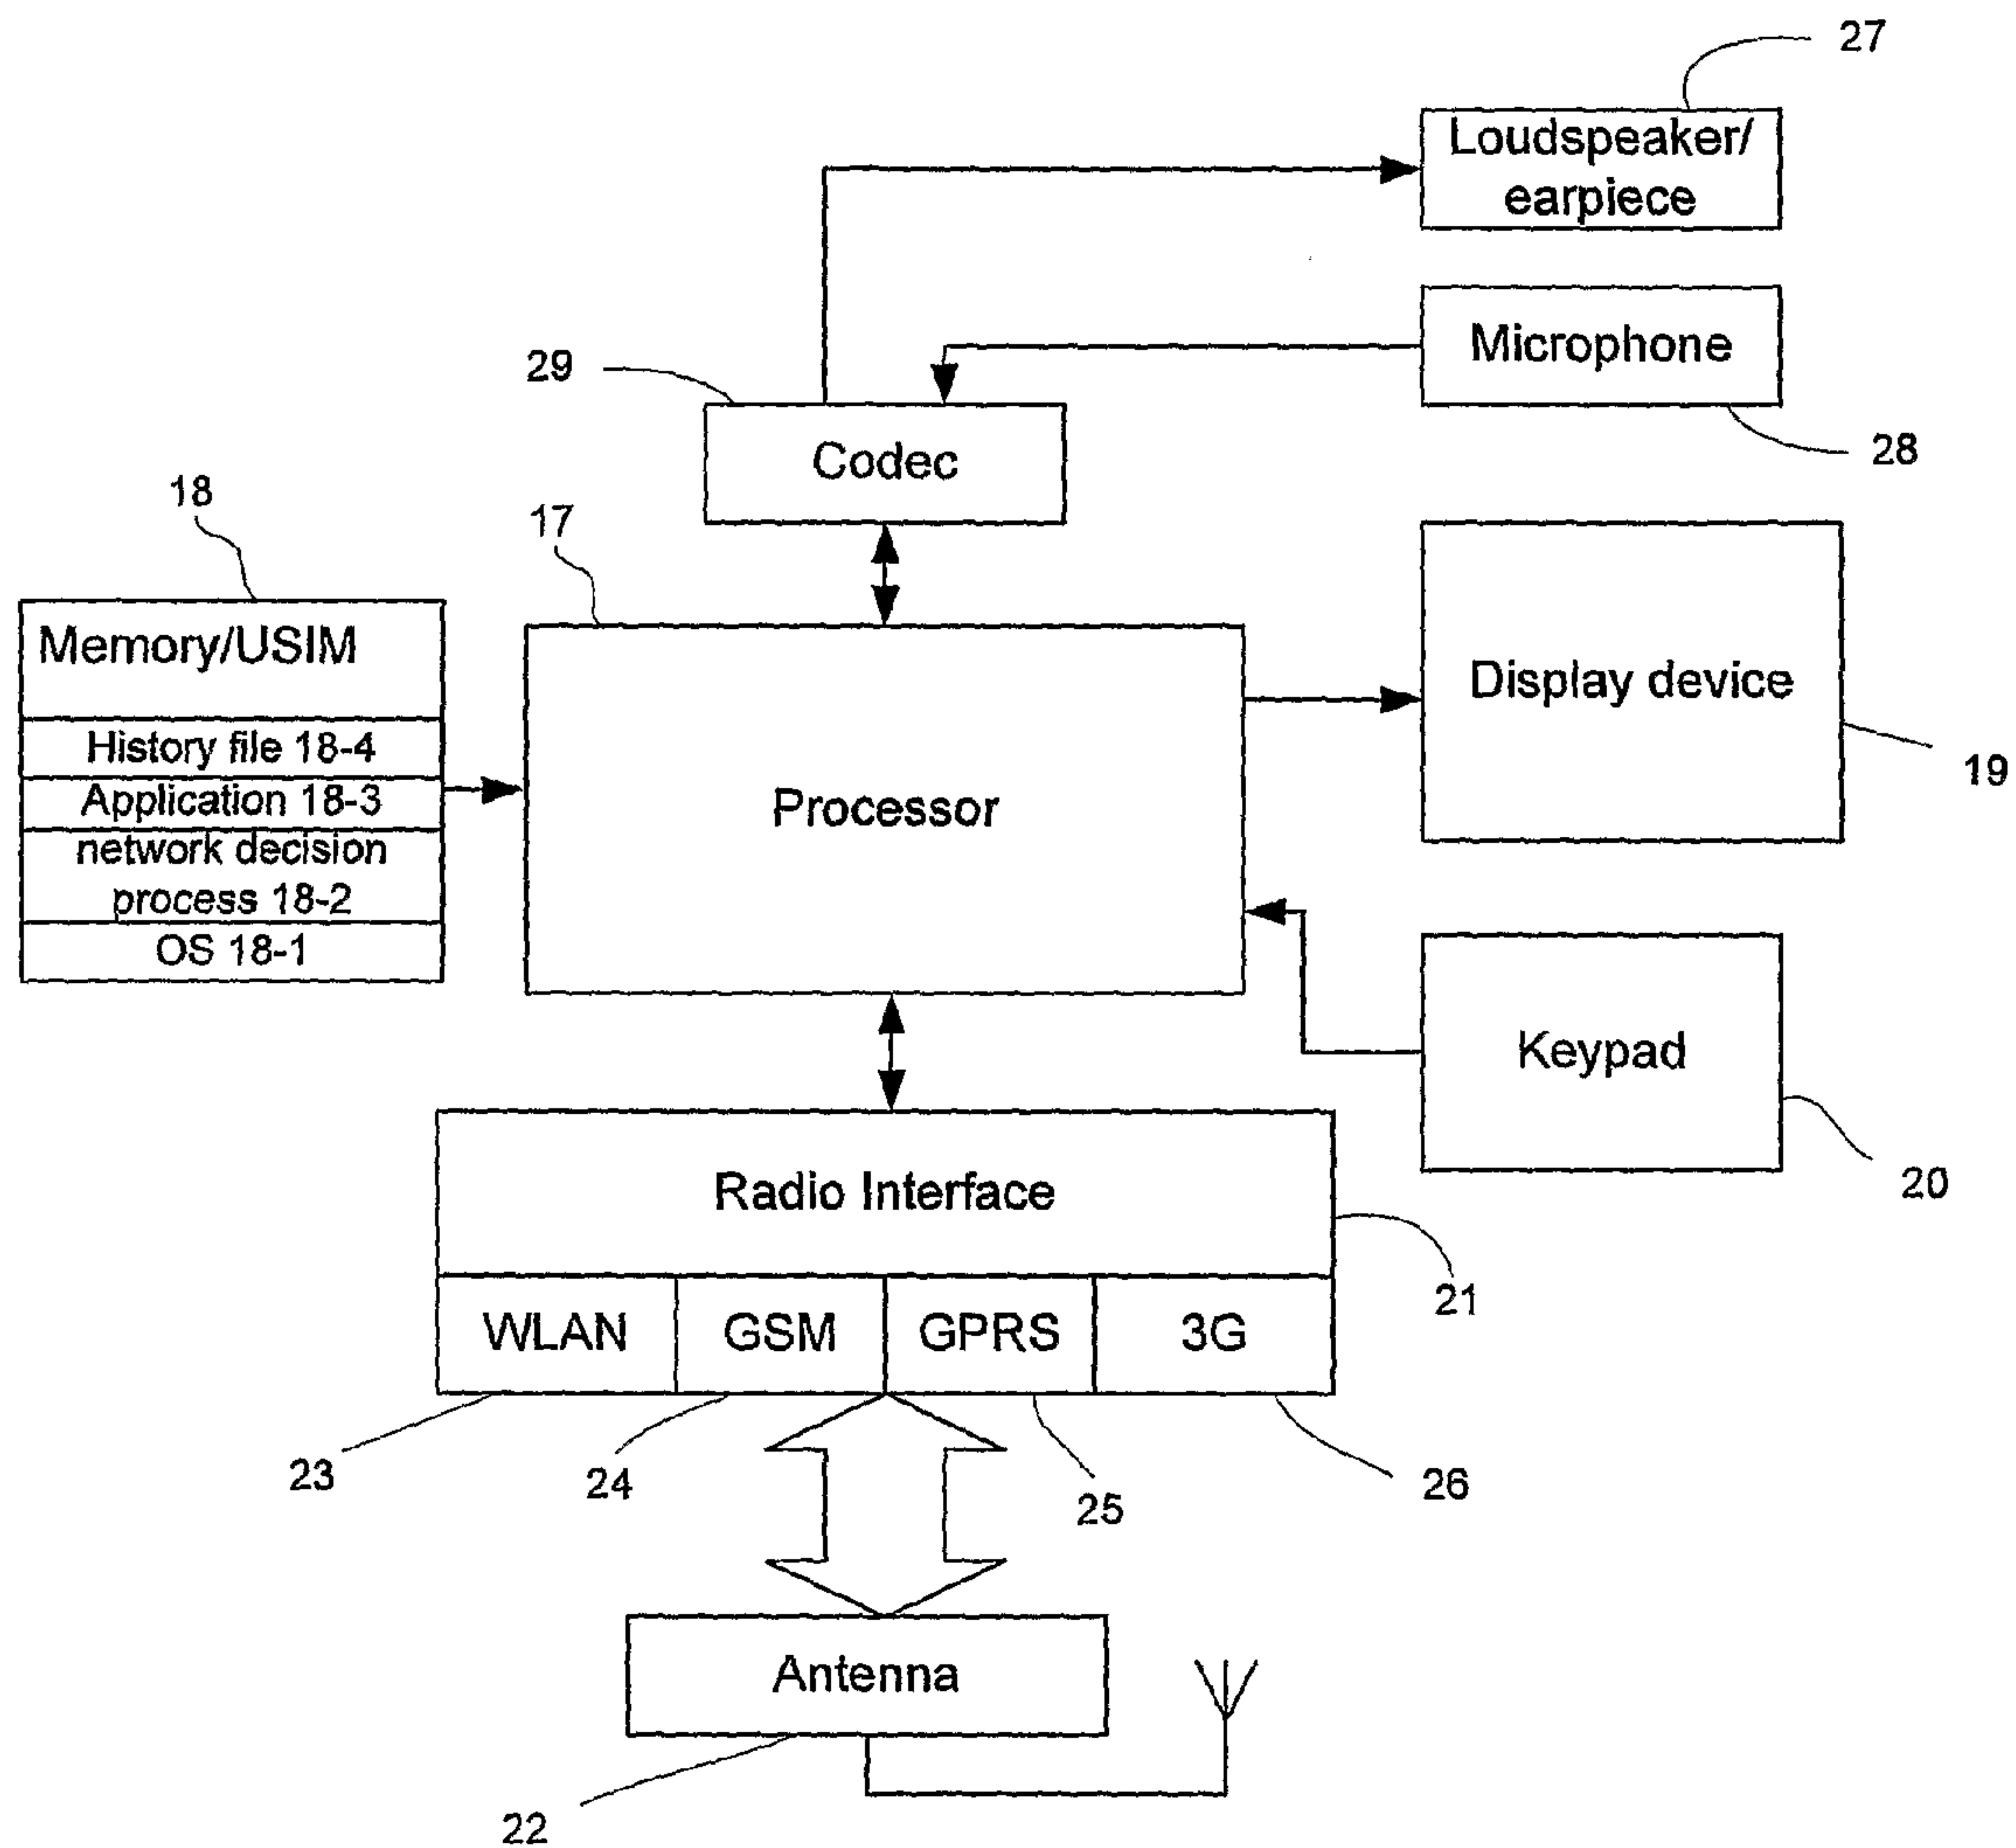 27
Loudspeaker/
earpiece
Microphone
28
29
Codec
18
17
Memory/USIM
History file 18-4
Application 18-3
network decision
process 18-2
OS 18-1
Processor
Display device
19
Keypad
20
Radio Interface
21
WLAN
GSM
GPRS
3G
23
24
25
26
Antenna
22